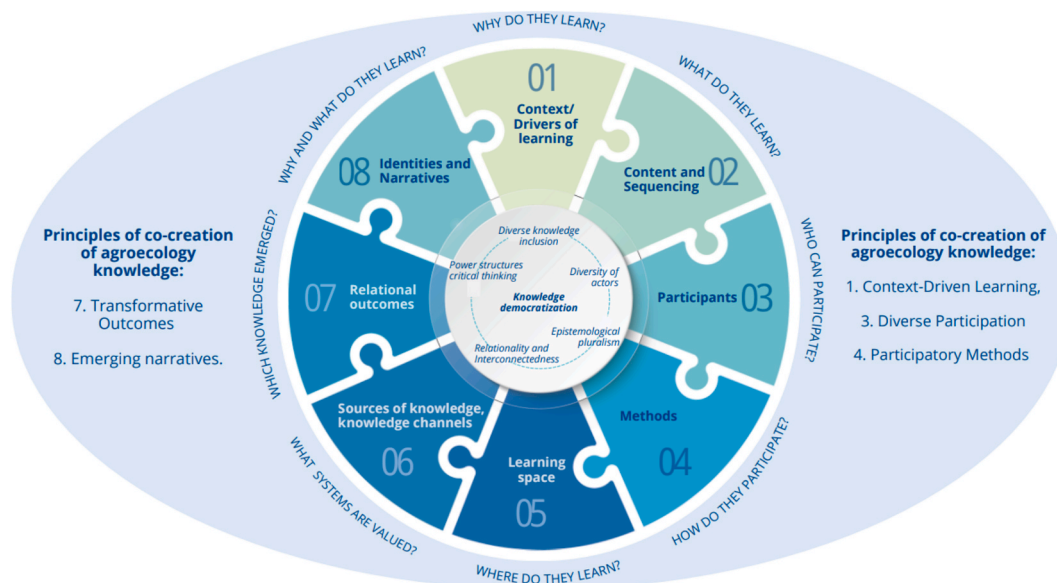 WHY DO THEY LEARN?
WHAT DO THEY LEARN?
WHO CAN PARTICIPATE?
HOW DO THEY PARTICIPATE?
WHERE DO THEY LEARN?
WHAT SYSTEMS ARE VALUED?
WHICH KNOWLEDGE EMERGED?
WHY AND WHAT DO THEY LEARN?
01
Context/
Drivers of
learning
02
Content and
Sequencing
03
Participants
04
Methods
05
Learning
space
06
Sources of knowledge,
knowledge channels
07
Relational
outcomes
08
Identities and
Narratives
Diverse knowledge
inclusion
Diversity of
actors
Epistemological
pluralism
Relationality and
Interconnectedness
Power structures
critical thinking
Knowledge
democratization
Principles of co-creation
of agroecology
knowledge:
7. Transformative
Outcomes
8. Emerging narratives.
Principles of co-creation of
agroecology knowledge:
1. Context-Driven Learning,
3. Diverse Participation
4. Participatory Methods